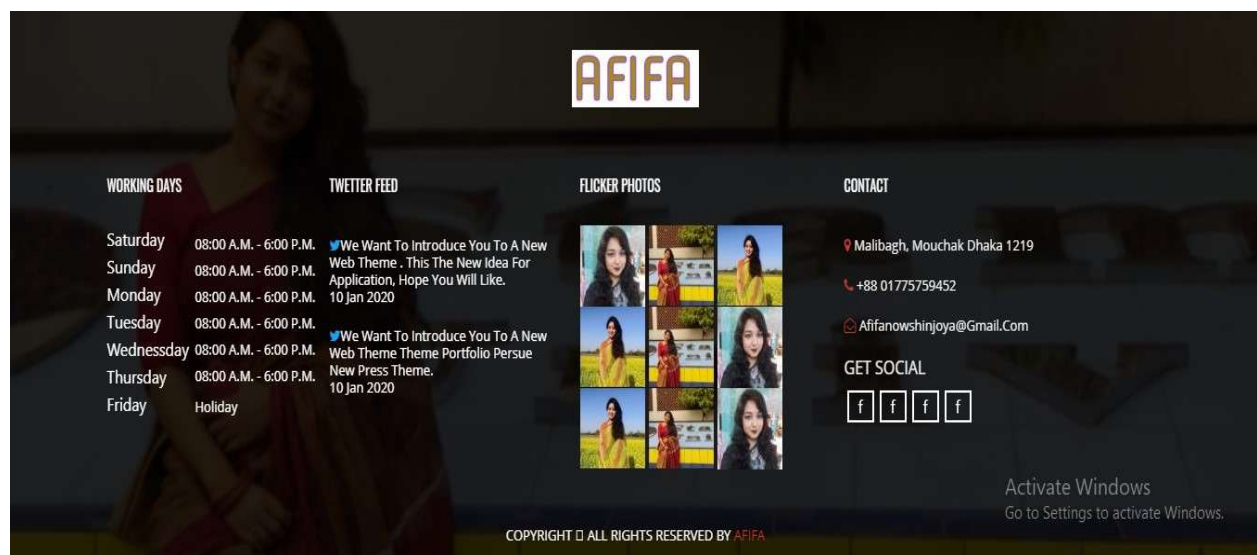 AFIFA
WORKING DAYS
Saturday 08:00 A.M. - 6:00 P.M.
Sunday 08:00 A.M. - 6:00 P.M.
Monday 08:00 A.M. - 6:00 P.M.
Tuesday 08:00 A.M. - 6:00 P.M.
Wednessday 08:00 A.M. - 6:00 P.M.
Thursday 08:00 A.M. - 6:00 P.M.
Friday Holiday
TWETTER FEED
We Want To Introduce You To A New
Web Theme . This The New Idea For
Application, Hope You Will Like.
10 Jan 2020
We Want To Introduce You To A New
Web Theme Theme Portfolio Persue
New Press Theme.
10 Jan 2020
FLICKER PHOTOS
CONTACT
Malibagh, Mouchak Dhaka 1219
+88 01775759452
Afifanowshinjoya@Gmail.Com
GET SOCIAL
f f f f
Activate Windows
Go to Settings to activate Windows.
COPYRIGHT ▯ ALL RIGHTS RESERVED BY AFIFA